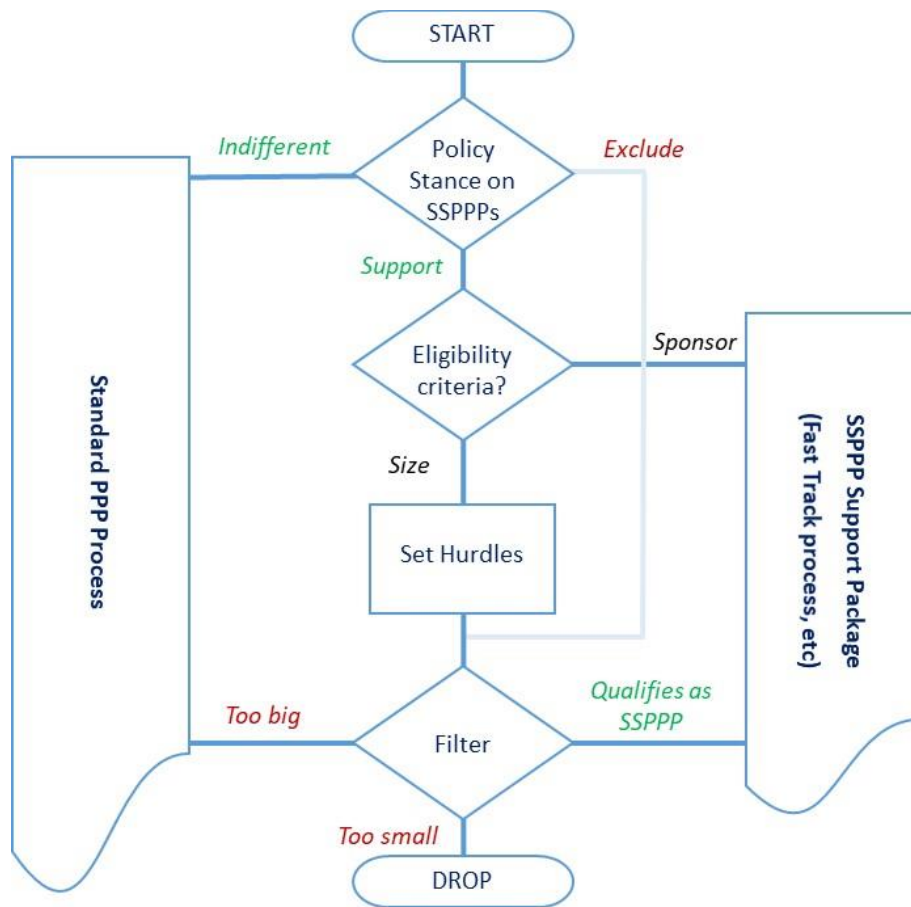 START
Indifferent
Policy
Stance on
SSPPPs
Exclude
Support
Eligibility
criteria?
Sponsor
Standard PPP Process
SSPPP Support Package
(Fast Track process, etc)
Size
Set Hurdles
Too big
Filter
Qualifies as
SSPPP
Too small
DROP